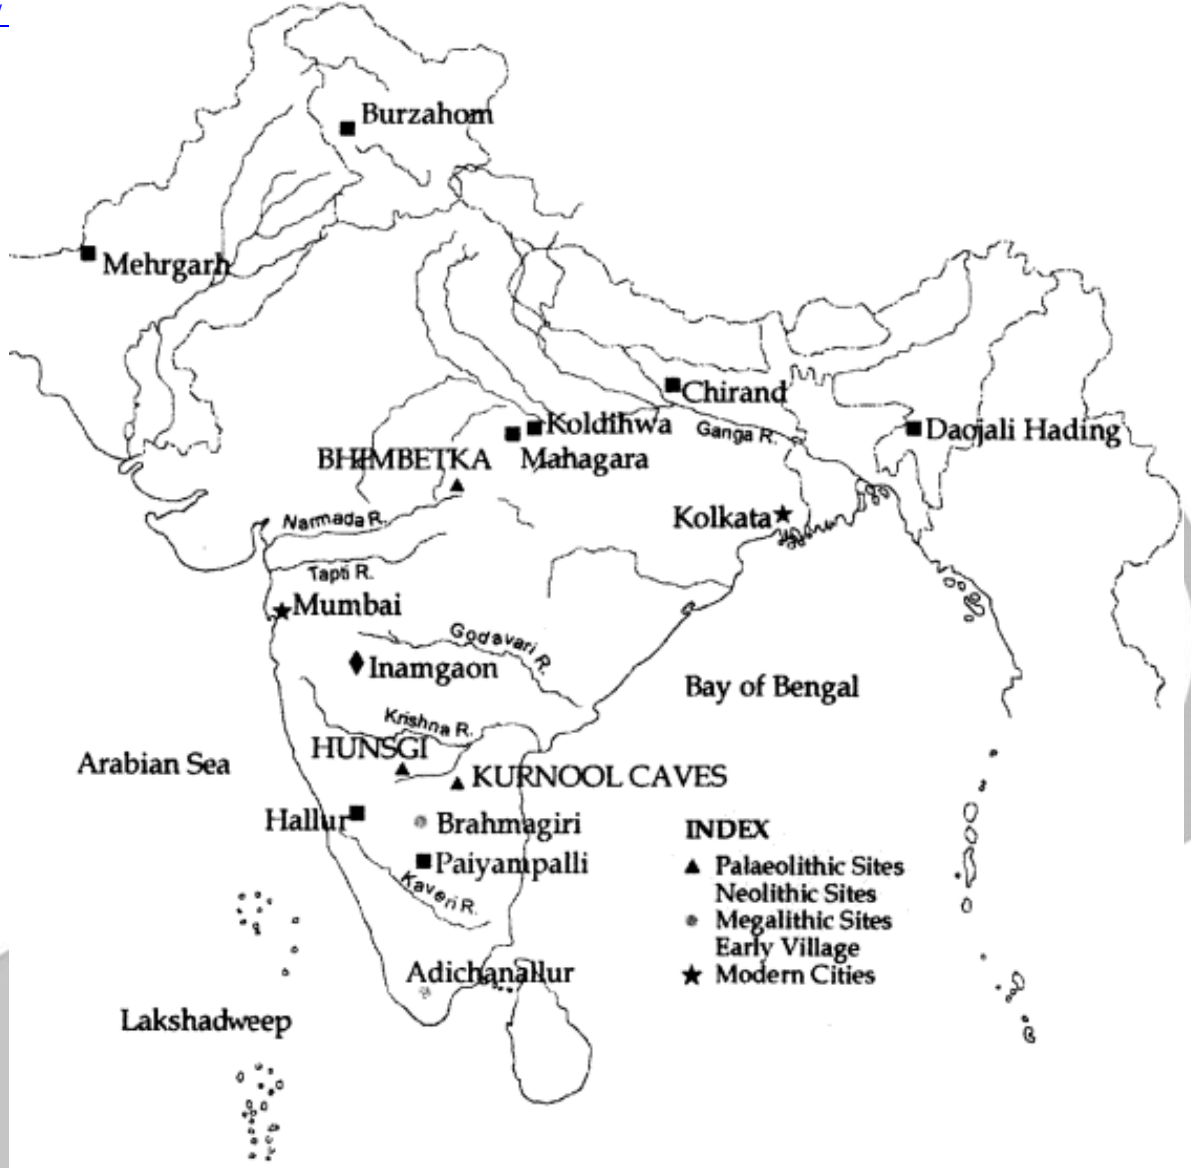 Burzahom
Mehrgarh
Chirand
Koldihwa
Ganga R.
Daojali Hading
BHIMBETKA
Mahagara
Narmada R.
Kolkata
Tapti R.
Mumbai
Godavari R.
Inamgaon
Bay of Bengal
Krishna R.
HUNSGI
Arabian Sea
KURNOOL CAVES
Hallur
Brahmagiri
INDEX
Paiyampalli
Palaeolithic Sites
Kaveri R.
Neolithic Sites
Megalithic Sites
Early Village
Adichanallur
Modern Cities
Lakshadweep